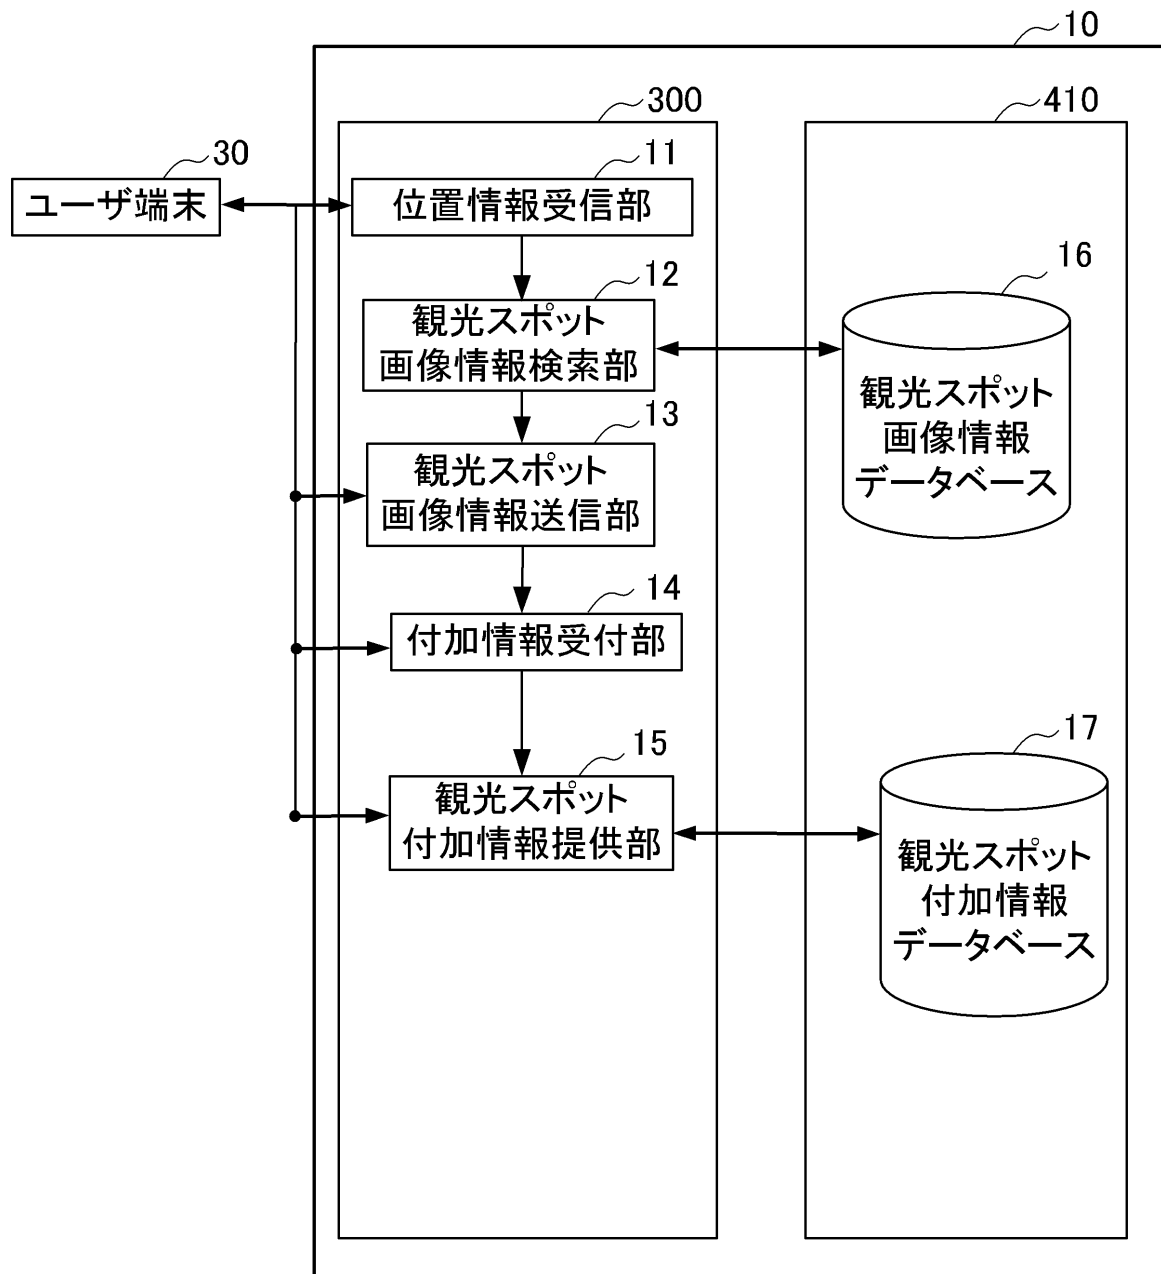 10
300
410
30
ユーザ端末
11
位置情報受信部
12
観光スポット
画像情報検索部
16
観光スポット
画像情報
データベース
13
観光スポット
画像情報送信部
14
付加情報受付部
15
観光スポット
付加情報提供部
17
観光スポット
付加情報
データベース